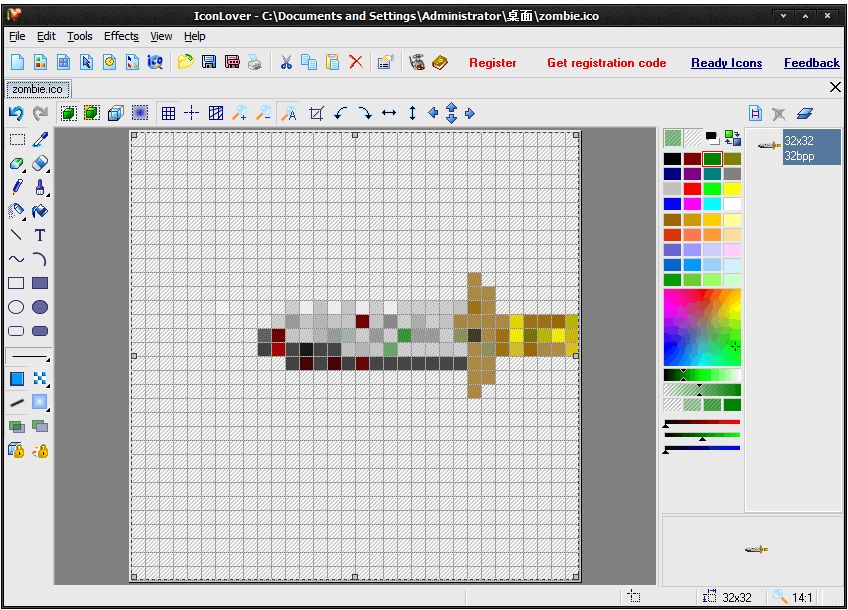 IconLover - C:\Documents and Settings\Administrator\桌面\zombie.ico
File Edit Tools Effects View Help
Register Get registration code Ready Icons Feedback
zombie.ico
32x32
32bpp
32x32 14:1